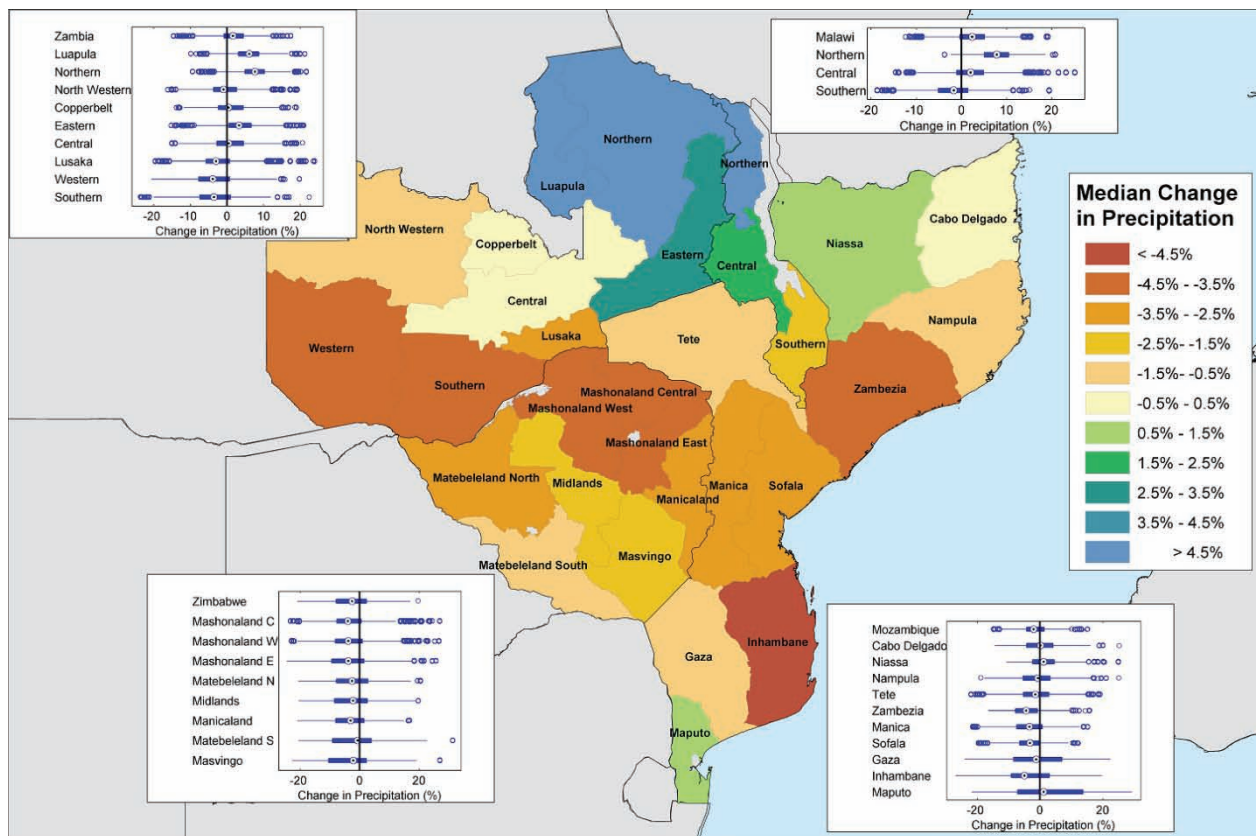 Zambia
Luapula
Northern
North Western
Copperbelt
Eastern
Central
Lusaka
Western
Southern
-20 -10 0 10 20
Change in Precipitation (%)
Malawi
Northern
Central
Southern
-20 -10 0 10 20
Change in Precipitation (%)
Northern
Northern
Luapula
Cabo Delgado
North Western
Copperbelt
Niassa
Eastern
Central
Central
Nampula
Lusaka
Tete
Southern
Western
Southern
Zambezia
Mashonaland Central
Mashonaland West
Mashonaland East
Matebeleland North
Midlands
Manicaland
Manica
Sofala
Masvingo
Matebeleland South
Inhambane
Gaza
Maputo
Median Change
in Precipitation
< -4.5%
-4.5% - -3.5%
-3.5% - -2.5%
-2.5%- -1.5%
-1.5%- -0.5%
-0.5% - 0.5%
0.5% - 1.5%
1.5% - 2.5%
2.5% - 3.5%
3.5% - 4.5%
> 4.5%
Zimbabwe
Mashonaland C
Mashonaland W
Mashonaland E
Matebeleland N
Midlands
Manicaland
Matebeleland S
Masvingo
-20 0 20
Change in Precipitation (%)
Mozambique
Cabo Delgado
Niassa
Nampula
Tete
Zambezia
Manica
Sofala
Gaza
Inhambane
Maputo
-20 0 20
Change in Precipitation (%)